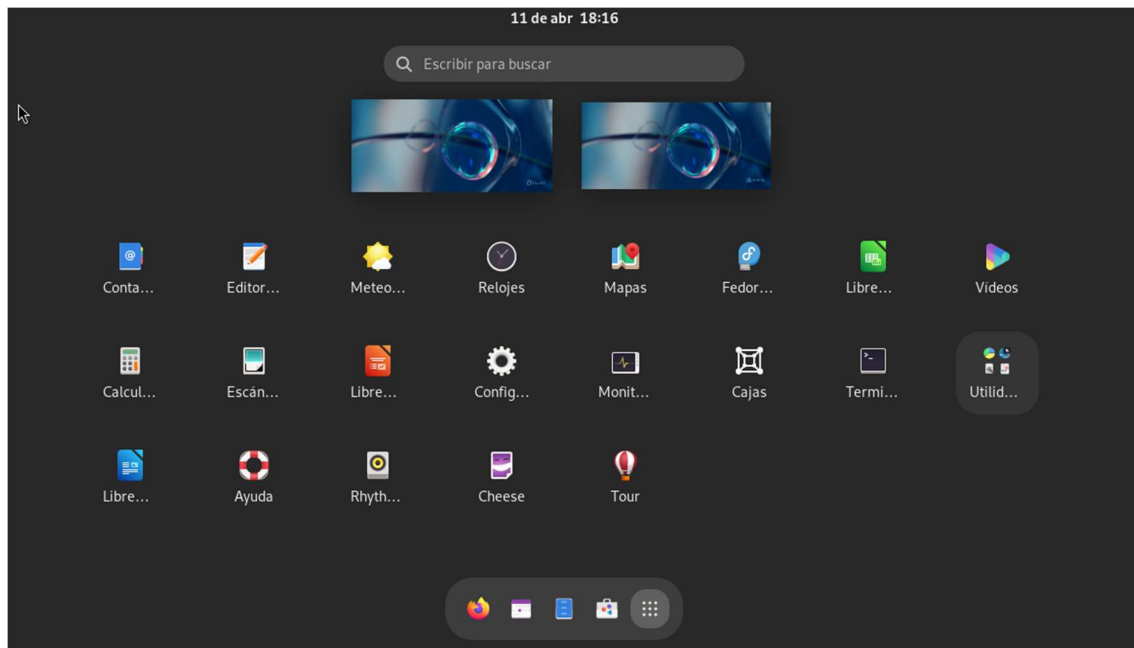 11 de abr 18:16
Escribir para buscar
Conta...
Editor...
Meteo...
Relojes
Mapas
Fedor...
Libre...
Vídeos
Calcul...
Escán...
Libre...
Config...
Monit...
Cajas
Termi...
Utilid...
Libre...
Ayuda
Rhyth...
Cheese
Tour